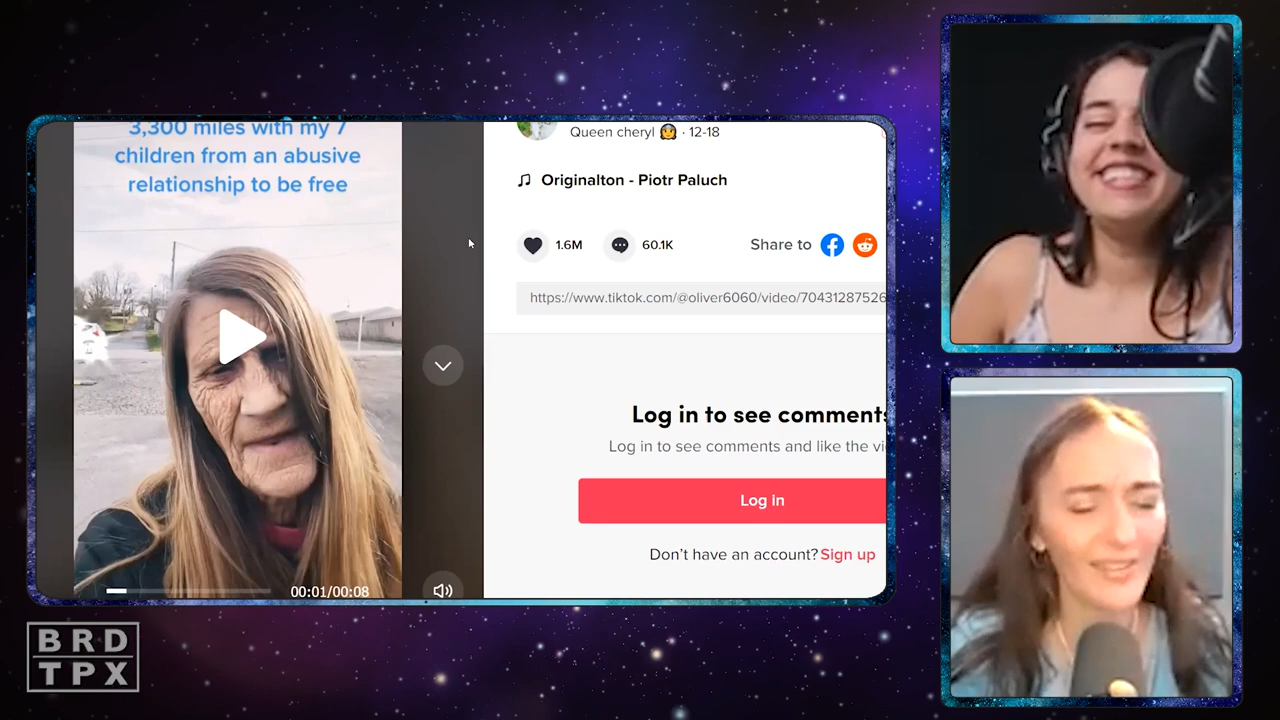 3,300 miles with my 7
children from an abusive
relationship to be free
00:01/00:08
Queen cheryl 👸 · 12-18
Originalton - Piotr Paluch
1.6M
60.1K
Share to
https://www.tiktok.com/@oliver6060/video/70431287526
Log in to see comments
Log in to see comments and like the vi
Log in
Don't have an account? Sign up
BRD
TPX